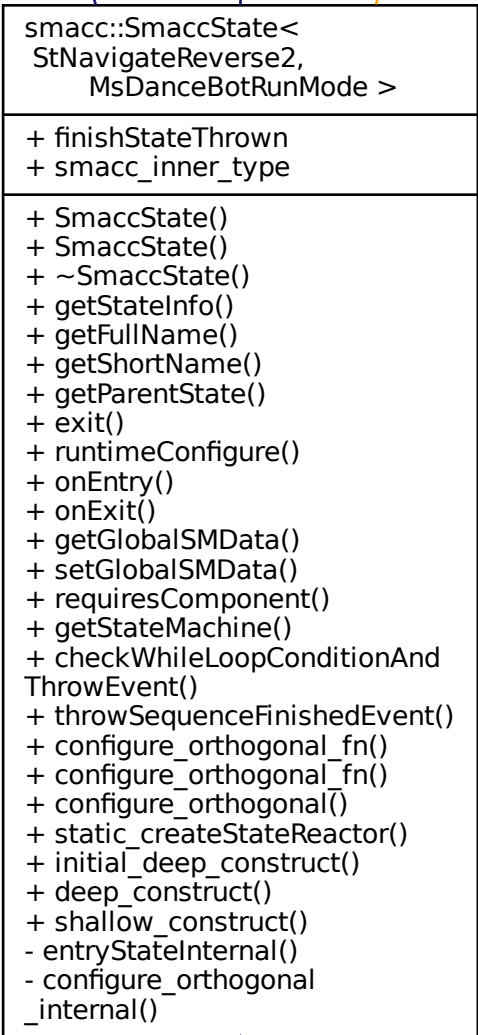 smacc::SmaccState<
StNavigateReverse2,
MsDanceBotRunMode >
+ finishStateThrown
+ smacc_inner_type
+ SmaccState()
+ SmaccState()
+ ~SmaccState()
+ getStateInfo()
+ getFullName()
+ getShortName()
+ getParentState()
+ exit()
+ runtimeConfigure()
+ onEntry()
+ onExit()
+ getGlobalSMData()
+ setGlobalSMData()
+ requiresComponent()
+ getStateMachine()
+ checkWhileLoopConditionAnd
ThrowEvent()
+ throwSequenceFinishedEvent()
+ configure_orthogonal_fn()
+ configure_orthogonal_fn()
+ configure_orthogonal()
+ static_createStateReactor()
+ initial_deep_construct()
+ deep_construct()
+ shallow_construct()
- entryStateInternal()
- configure_orthogonal
_internal()